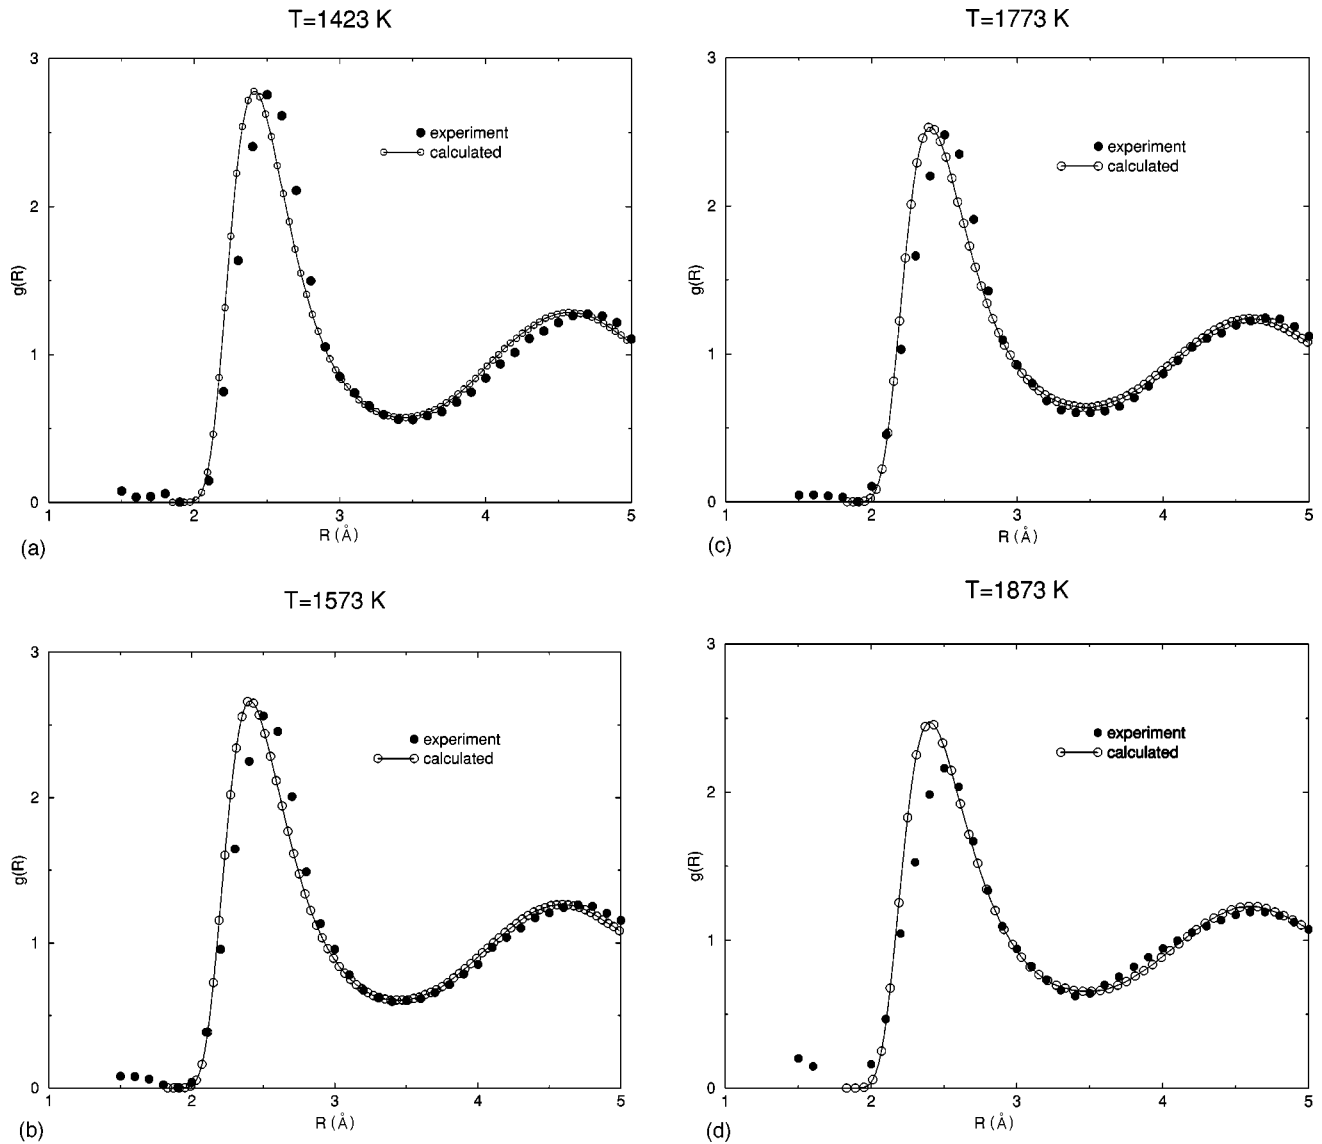 T=1423 K
3
2
1
0
g(R)
experiment
calculated
1
2
3
4
5
R (Å)
(a)
T=1773 K
3
2
1
0
g(R)
experiment
calculated
1
2
3
4
5
R (Å)
(c)
T=1573 K
3
2
1
0
g(R)
experiment
calculated
1
2
3
4
5
R (Å)
(b)
T=1873 K
3
2
1
0
g(R)
experiment
calculated
1
2
3
4
5
R (Å)
(d)